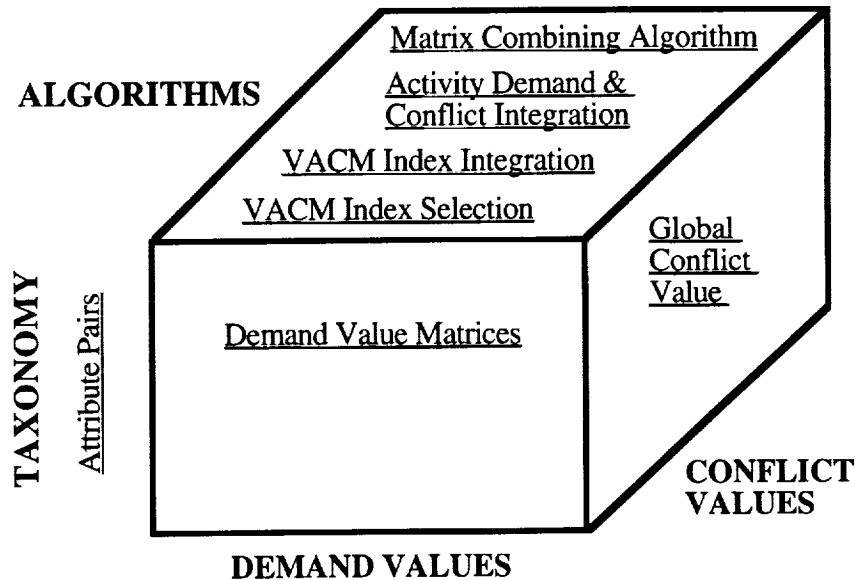 Matrix Combining Algorithm
ALGORITHMS
Activity Demand &
Conflict Integration
VACM Index Integration
VACM Index Selection
Global
Conflict
Value
TAXONOMY
Attribute Pairs
Demand Value Matrices
CONFLICT
VALUES
DEMAND VALUES